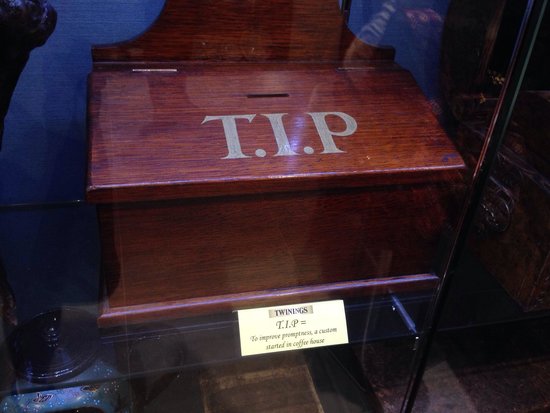 T.I.P
TWININGS
T.I.P =
To improve promptness, a custom
started in coffee house